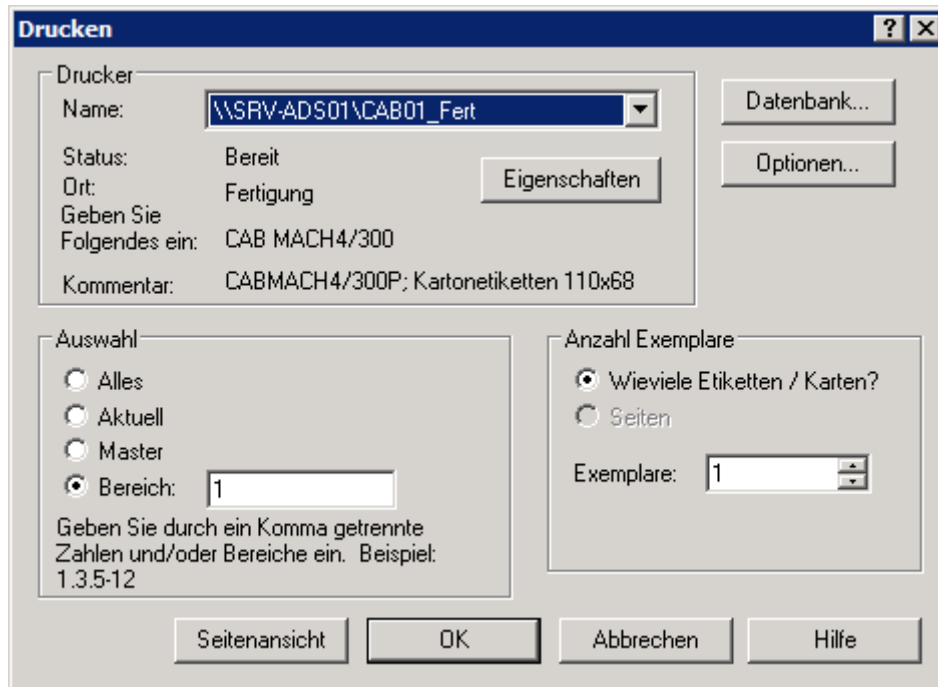 Drucken
Drucker
Name: \\SRV-ADS01\CAB01_Fert
Datenbank...
Status: Bereit
Optionen...
Ort: Fertigung
Eigenschaften
Geben Sie
Folgendes ein: CAB MACH4/300
Kommentar: CABMACH4/300P; Kartonetiketten 110x68
Auswahl
Alles
Aktuell
Master
Bereich: 1
Geben Sie durch ein Komma getrennte
Zahlen und/oder Bereiche ein. Beispiel:
1.3.5-12
Anzahl Exemplare
Wieviele Etiketten / Karten?
Seiten
Exemplare: 1
Seitenansicht
OK
Abbrechen
Hilfe